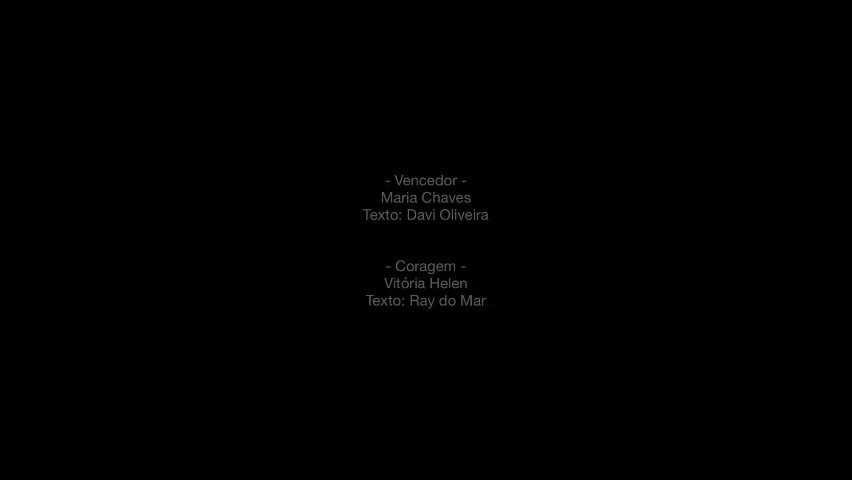 - Vencedor -
Maria Chaves
Texto: Davi Oliveira
- Coragem -
Vitória Helen
Texto: Ray do Mar